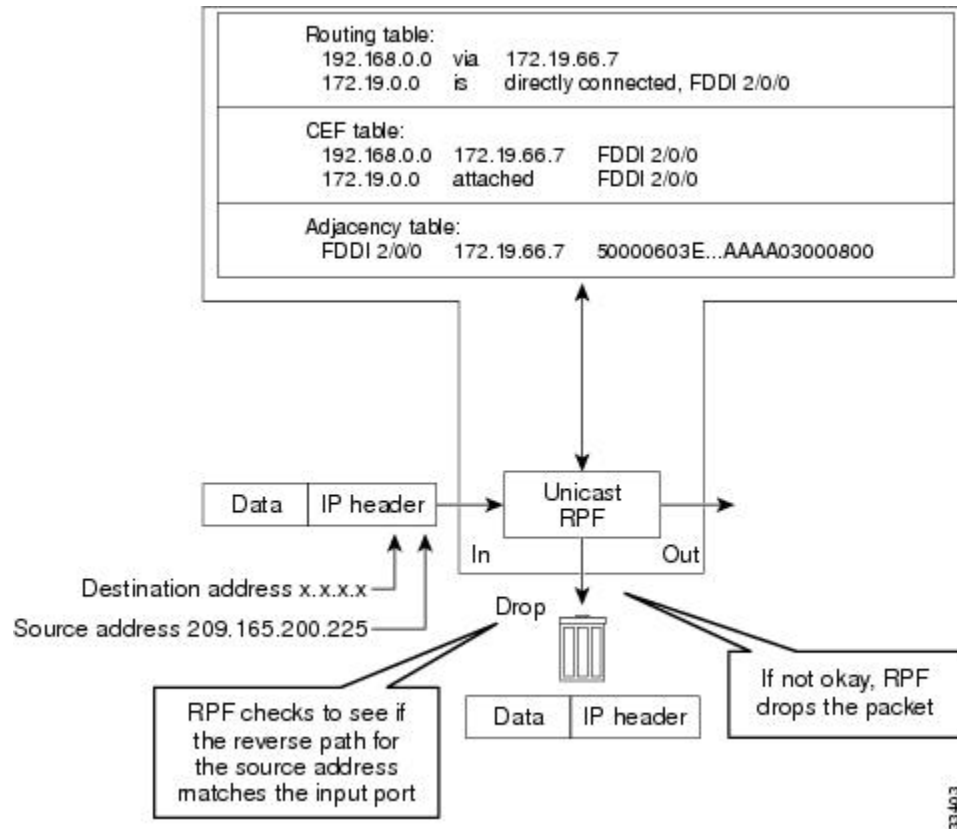 Routing table:
192.168.0.0 via 172.19.66.7
172.19.0.0 is directly connected, FDDI 2/0/0
CEF table:
192.168.0.0 172.19.66.7 FDDI 2/0/0
172.19.0.0 attached FDDI 2/0/0
Adjacency table:
FDDI 2/0/0 172.19.66.7 50000603E...AAAA03000800
Data IP header
Unicast
RPF
In
Out
Destination address x.x.x.x
Source address 209.165.200.225
Drop
RPF checks to see if
the reverse path for
the source address
matches the input port
Data IP header
If not okay, RPF
drops the packet
33403